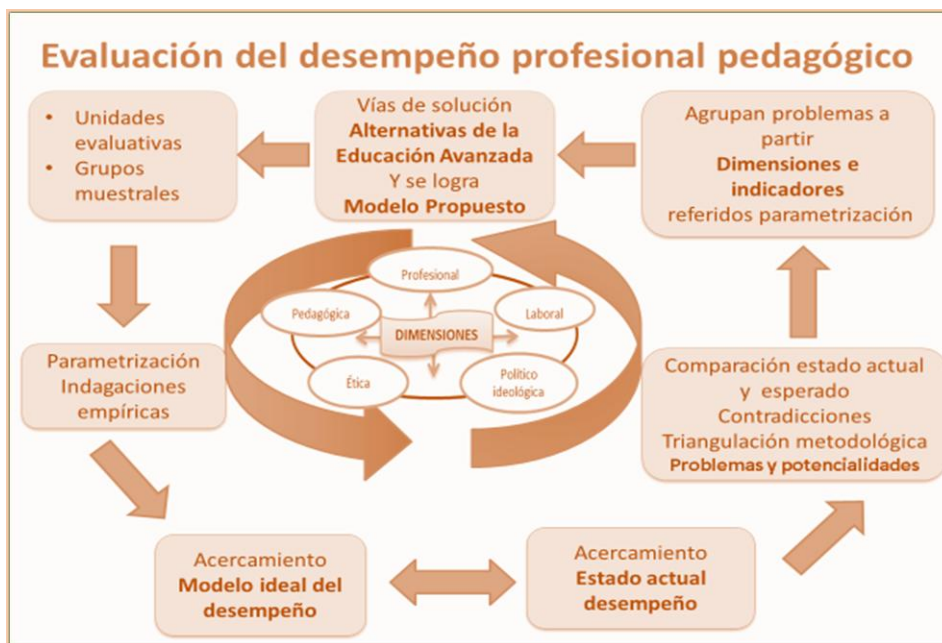 Evaluación del desempeño profesional pedagógico
• Unidades
evaluativas
• Grupos
muestrales
Vías de solución
Alternativas de la
Educación Avanzada
Y se logra
Modelo Propuesto
Agrupan problemas a
partir
Dimensiones e
indicadores
referidos parametrización
Profesional
Pedagógica
Laboral
DIMENSIONES
Ética
Político
ideológica
Parametrización
Indagaciones
empíricas
Comparación estado actual
y esperado
Contradicciones
Triangulación metodológica
Problemas y potencialidades
Acercamiento
Modelo ideal del
desempeño
Acercamiento
Estado actual
desempeño